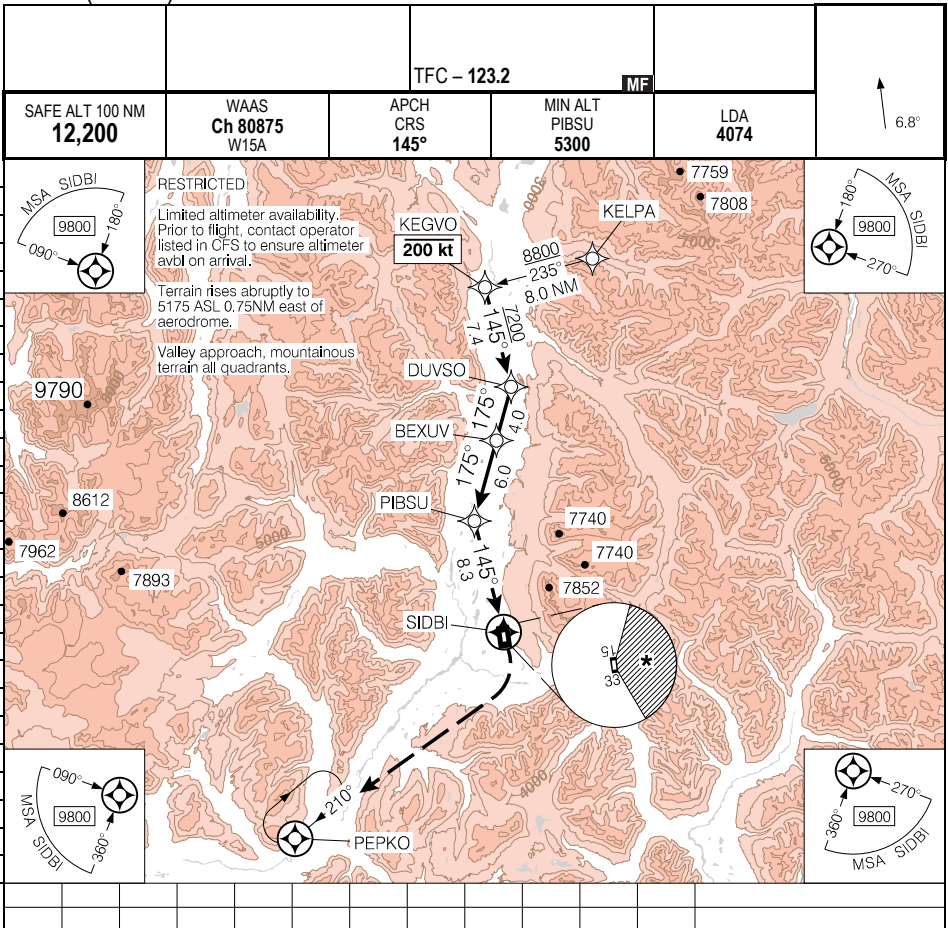 TFC – 123.2
MF
SAFE ALT 100 NM
12,200
WAAS
Ch 80875
W15A
APCH
CRS
145°
MIN ALT
PIBSU
5300
LDA
4074
6.8°
MSA SIDBI
9800
180°
090°
RESTRICTED
Limited altimeter availability.
Prior to flight, contact operator
listed in CFS to ensure altimeter
avbl on arrival.
Terrain rises abruptly to
5175 ASL 0.75NM east of
aerodrome.
Valley approach, mountainous
terrain all quadrants.
3000
7759
7808
7000
MSA SIDBI
180°
9800
270°
KEGVO
200 kt
KELPA
8800
235°
8.0 NM
7200
145°
7.4
DUVSO
175°
4.0
BEXUV
175°
6.0
PIBSU
145°
8.3
SIDBI
9790
8612
7962
7893
5000
7740
7740
7852
15
33
*
4000
210°
PEPKO
090°
9800
360°
MSA SIDBI
270°
9800
360°
MSA SIDBI